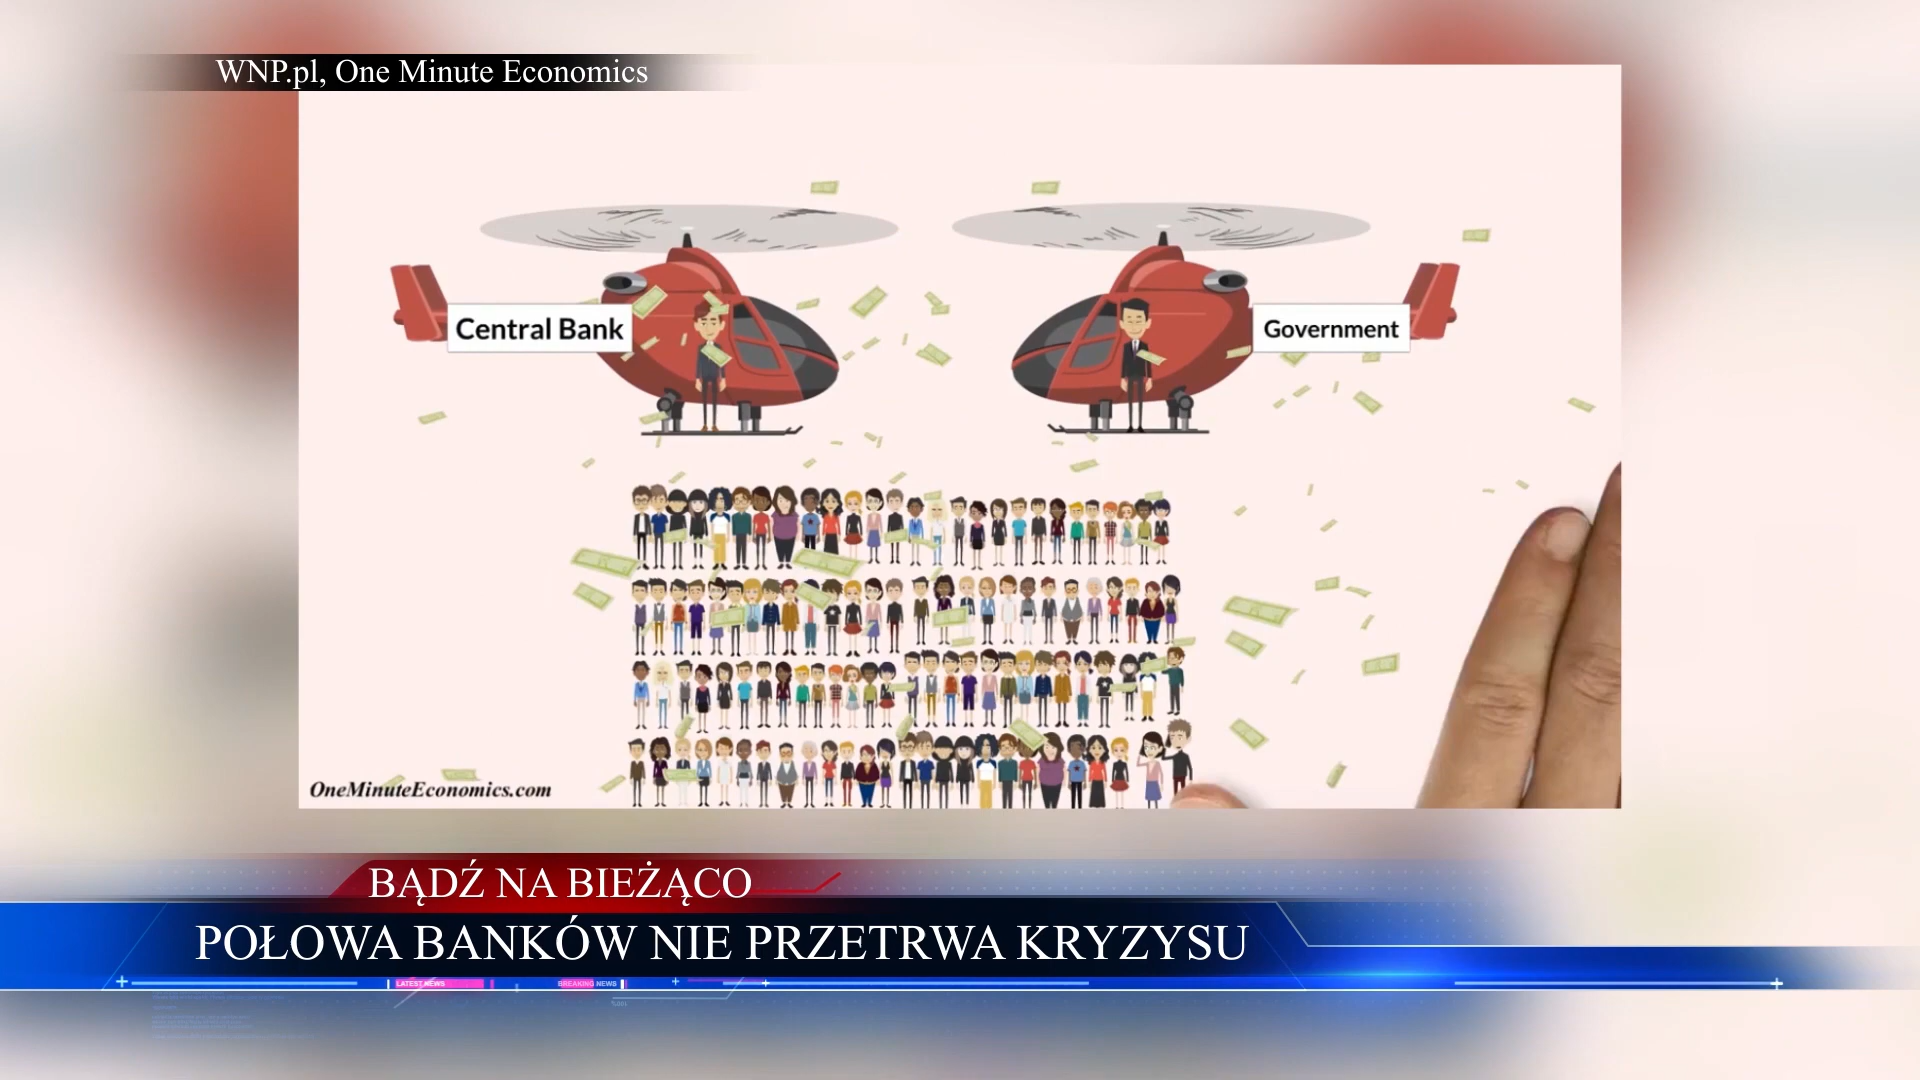 WNP.pl, One Minute Economics
Central Bank
Government
OneMinuteEconomics.com
BĄDŹ NA BIEŻĄCO
POŁOWA BANKÓW NIE PRZETRWA KRYZYSU
LATEST NEWS
BREAKING NEWS